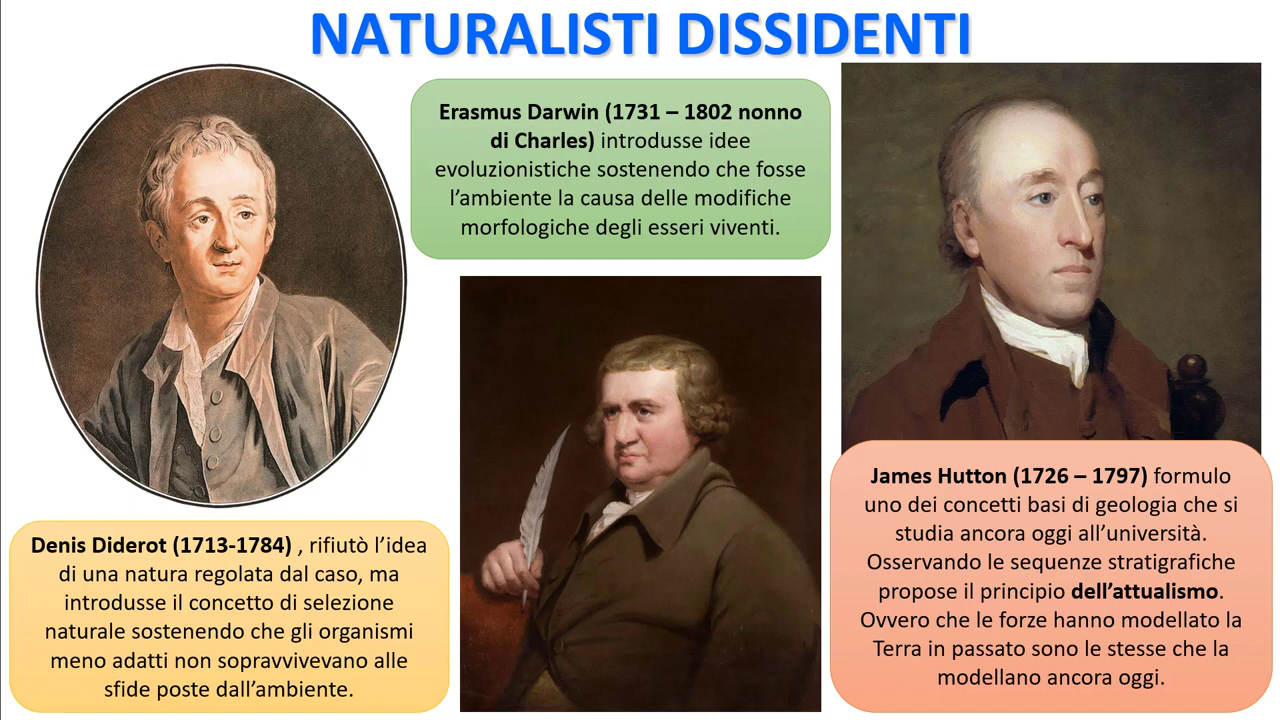 NATURALISTI DISSIDENTI
Erasmus Darwin (1731 – 1802 nonno
di Charles) introdusse idee
evoluzionistiche sostenendo che fosse
l’ambiente la causa delle modifiche
morfologiche degli esseri viventi.
Denis Diderot (1713-1784) , rifiutò l’idea
di una natura regolata dal caso, ma
introdusse il concetto di selezione
naturale sostenendo che gli organismi
meno adatti non sopravvivevano alle
sfide poste dall’ambiente.
James Hutton (1726 – 1797) formulo
uno dei concetti basi di geologia che si
studia ancora oggi all’università.
Osservando le sequenze stratigrafiche
propose il principio dell’attualismo.
Ovvero che le forze hanno modellato la
Terra in passato sono le stesse che la
modellano ancora oggi.